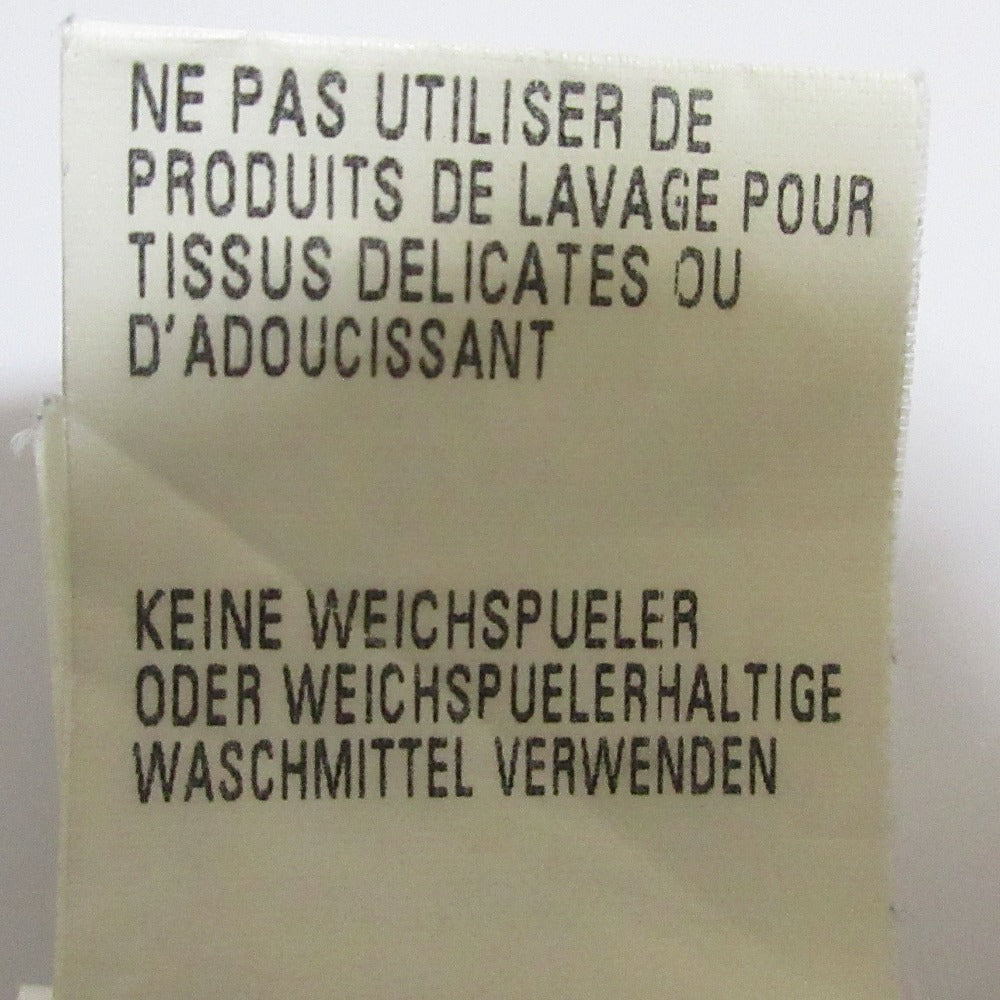 NE PAS UTILISER DE
PRODUITS DE LAVAGE POUR
TISSUS DELICATES OU
D'ADOUCISSANT
KEINE WEICHSPUELER
ODER WEICHSPUELERHALTIGE
WASCHMITTEL VERWENDEN